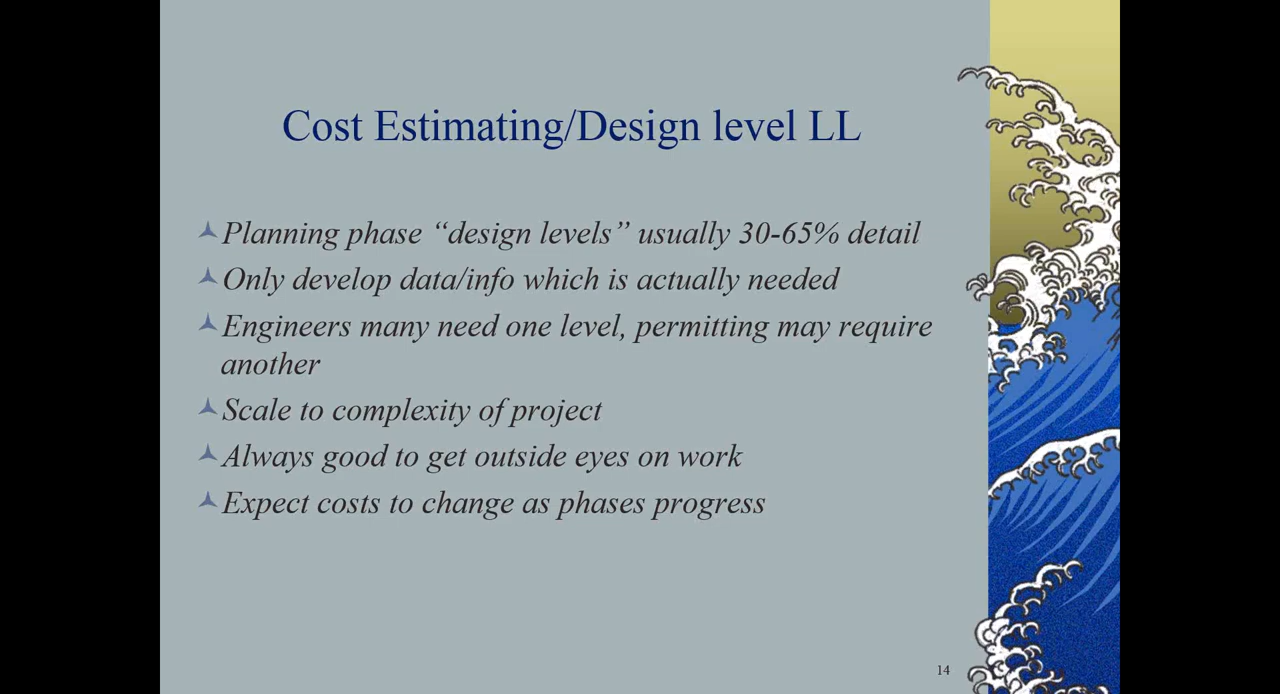 Cost Estimating/Design level LL
Planning phase “design levels” usually 30-65% detail
Only develop data/info which is actually needed
Engineers many need one level, permitting may require
another
Scale to complexity of project
Always good to get outside eyes on work
Expect costs to change as phases progress
14